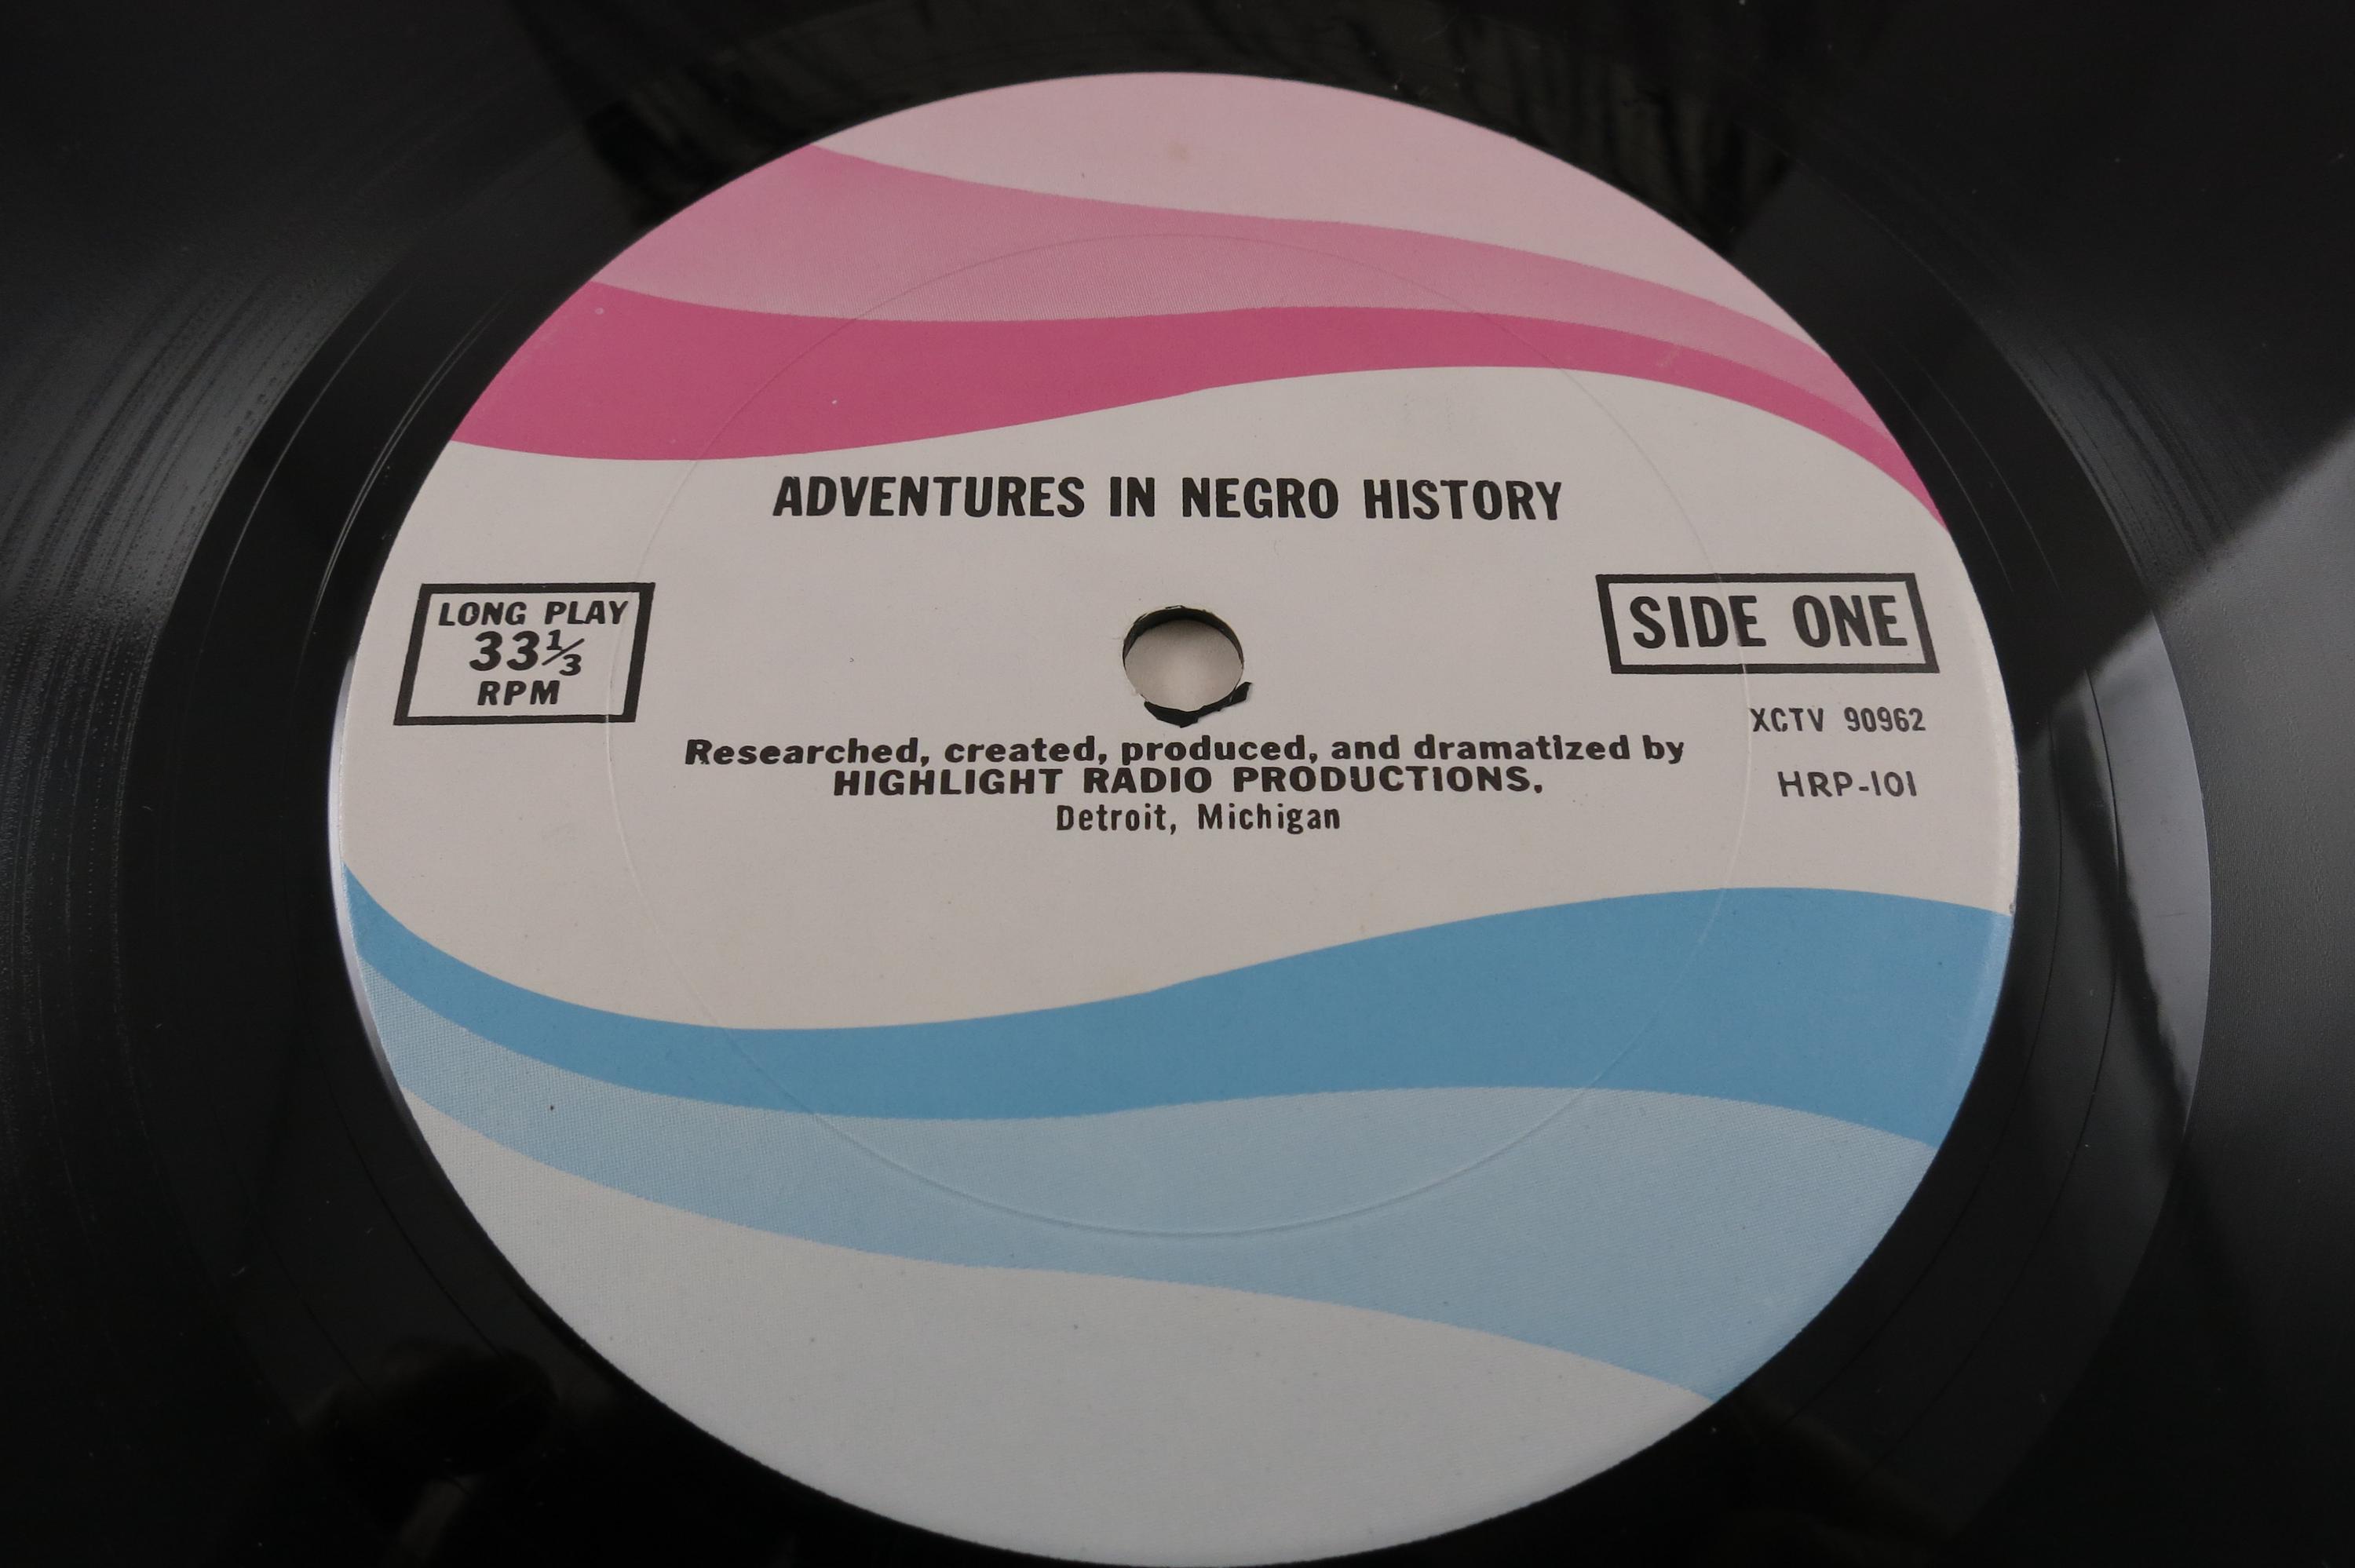 ADVENTURES IN NEGRO HISTORY
LONG PLAY
33⅓
RPM
SIDE ONE
XCTV 90962
HRP-101
Researched, created, produced, and dramatized by
HIGHLIGHT RADIO PRODUCTIONS.
Detroit, Michigan